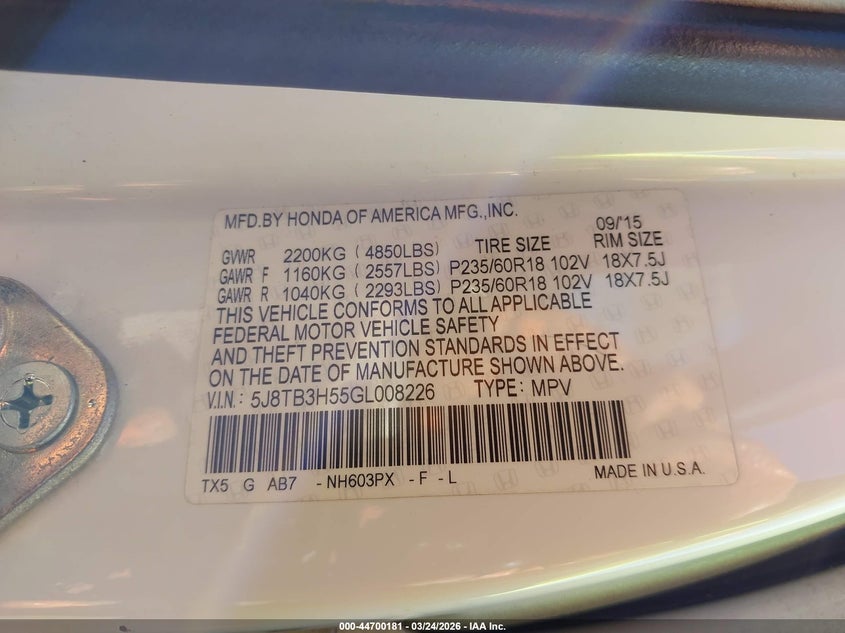 MFD.BY HONDA OF AMERICA MFG.,INC.
09/'15
GVWR 2200KG (4850LBS) TIRE SIZE RIM SIZE
GAWR F 1160KG (2557LBS) P235/60R18 102V 18X7.5J
GAWR R 1040KG (2293LBS) P235/60R18 102V 18X7.5J
THIS VEHICLE CONFORMS TO ALL APPLICABLE
FEDERAL MOTOR VEHICLE SAFETY
AND THEFT PREVENTION STANDARDS IN EFFECT
ON THE DATE OF MANUFACTURE SHOWN ABOVE.
V.I.N.: 5J8TB3H55GL008226 TYPE: MPV
TX5 G AB7 -NH603PX -F -L MADE IN U.S.A.
000-44700181 - 03/24/2026 - IAA Inc.